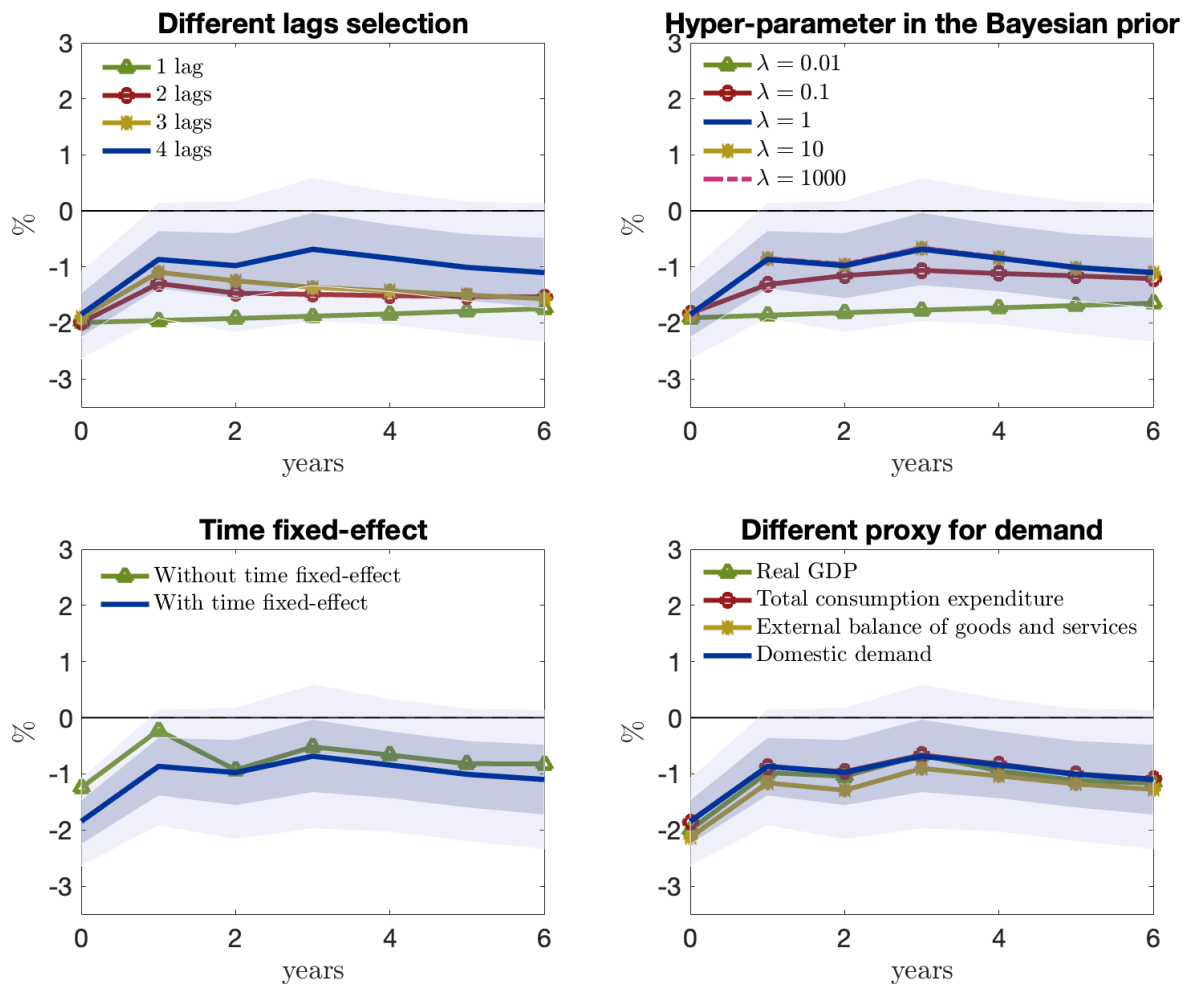 Different lags selection
3
2
1
0
-1
-2
-3
%
1 lag
2 lags
3 lags
4 lags
0 2 4 6
years
Hyper-parameter in the Bayesian prior
3
2
1
0
-1
-2
-3
%
λ = 0.01
λ = 0.1
λ = 1
λ = 10
λ = 1000
0 2 4 6
years
Time fixed-effect
3
2
1
0
-1
-2
-3
%
Without time fixed-effect
With time fixed-effect
0 2 4 6
years
Different proxy for demand
3
2
1
0
-1
-2
-3
%
Real GDP
Total consumption expenditure
External balance of goods and services
Domestic demand
0 2 4 6
years